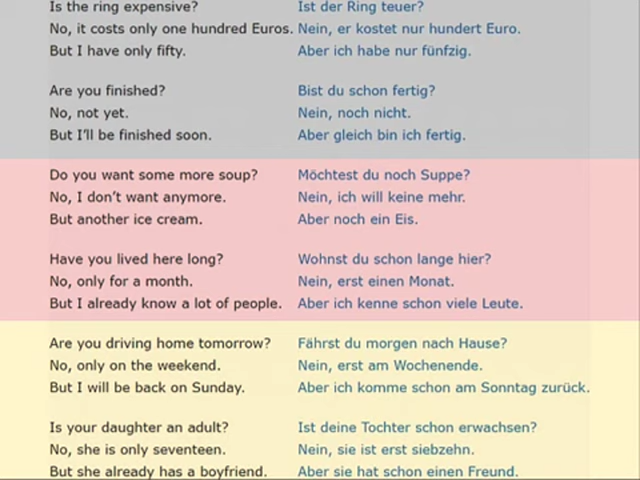 Is the ring expensive? Ist der Ring teuer?
No, it costs only one hundred Euros. Nein, er kostet nur hundert Euro.
But I have only fifty. Aber ich habe nur fünfzig.
Are you finished? Bist du schon fertig?
No, not yet. Nein, noch nicht.
But I'll be finished soon. Aber gleich bin ich fertig.
Do you want some more soup? Möchtest du noch Suppe?
No, I don't want anymore. Nein, ich will keine mehr.
But another ice cream. Aber noch ein Eis.
Have you lived here long? Wohnst du schon lange hier?
No, only for a month. Nein, erst einen Monat.
But I already know a lot of people. Aber ich kenne schon viele Leute.
Are you driving home tomorrow? Fährst du morgen nach Hause?
No, only on the weekend. Nein, erst am Wochenende.
But I will be back on Sunday. Aber ich komme schon am Sonntag zurück.
Is your daughter an adult? Ist deine Tochter schon erwachsen?
No, she is only seventeen. Nein, sie ist erst siebzehn.
But she already has a boyfriend. Aber sie hat schon einen Freund.